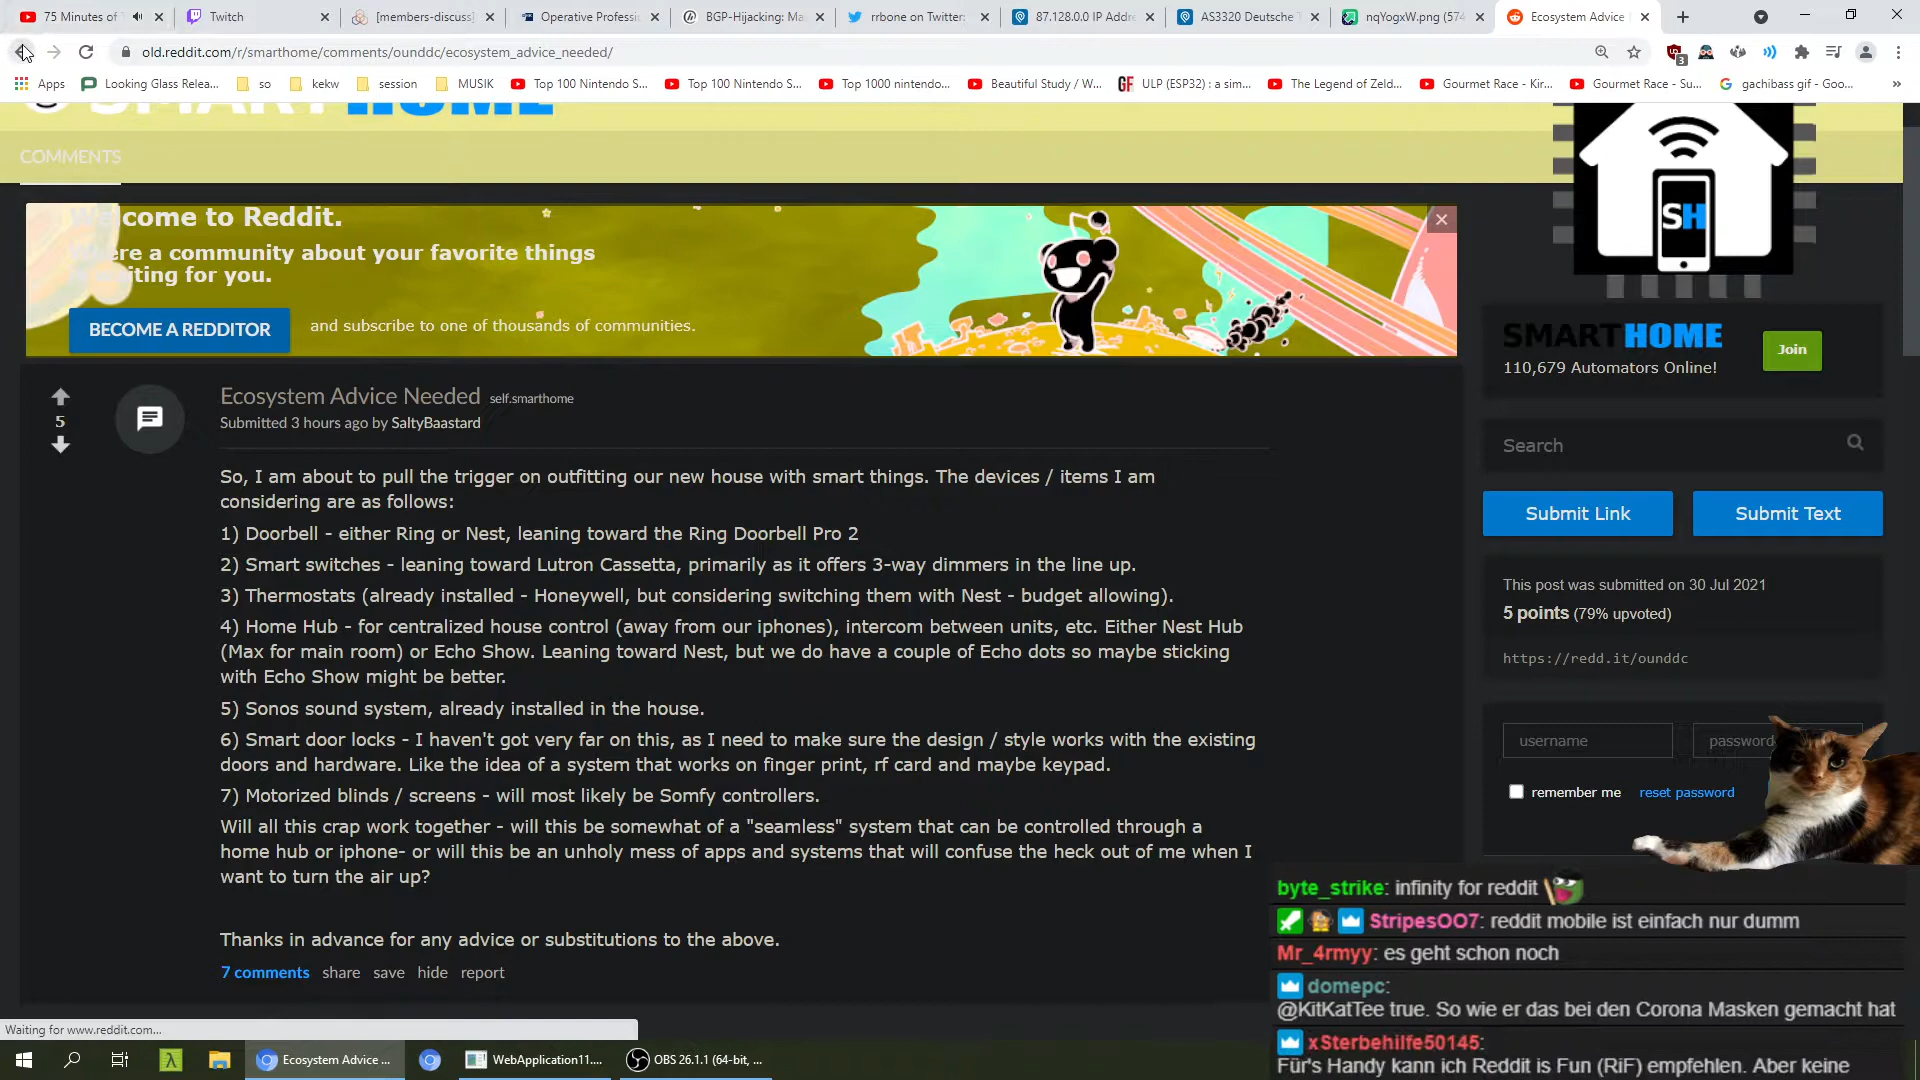 75 Minutes of T
Twitch
[members-discuss]
Operative Professi
BGP-Hijacking: Ma
rrbone on Twitter:
87.128.0.0 IP Addre
AS3320 Deutsche T
nqYogxW.png (574
Ecosystem Advice
old.reddit.com/r/smarthome/comments/ounddc/ecosystem_advice_needed/
3
Apps
Looking Glass Relea...
so
kekw
session
MUSIK
Top 100 Nintendo S...
Top 100 Nintendo S...
Top 1000 nintendo...
Beautiful Study / W...
GF ULP (ESP32) : a sim...
The Legend of Zeld...
Gourmet Race - Kir...
Gourmet Race - Su...
gachibass gif - Goo...
»
SMART HOME
COMMENTS
Welcome to Reddit.
Where a community about your favorite things
is waiting for you.
BECOME A REDDITOR
and subscribe to one of thousands of communities.
5
Ecosystem Advice Needed self.smarthome
Submitted 3 hours ago by SaltyBaastard
So, I am about to pull the trigger on outfitting our new house with smart things. The devices / items I am
considering are as follows:
1) Doorbell - either Ring or Nest, leaning toward the Ring Doorbell Pro 2
2) Smart switches - leaning toward Lutron Cassetta, primarily as it offers 3-way dimmers in the line up.
3) Thermostats (already installed - Honeywell, but considering switching them with Nest - budget allowing).
4) Home Hub - for centralized house control (away from our iphones), intercom between units, etc. Either Nest Hub
(Max for main room) or Echo Show. Leaning toward Nest, but we do have a couple of Echo dots so maybe sticking
with Echo Show might be better.
5) Sonos sound system, already installed in the house.
6) Smart door locks - I haven't got very far on this, as I need to make sure the design / style works with the existing
doors and hardware. Like the idea of a system that works on finger print, rf card and maybe keypad.
7) Motorized blinds / screens - will most likely be Somfy controllers.
Will all this crap work together - will this be somewhat of a "seamless" system that can be controlled through a
home hub or iphone- or will this be an unholy mess of apps and systems that will confuse the heck out of me when I
want to turn the air up?
Thanks in advance for any advice or substitutions to the above.
7 comments share save hide report
SH
SMARTHOME
110,679 Automators Online!
Join
Search
Submit Link
Submit Text
This post was submitted on 30 Jul 2021
5 points (79% upvoted)
https://redd.it/ounddc
username
password
remember me
reset password
byte_strike: infinity for reddit
StripesOO7: reddit mobile ist einfach nur dumm
Mr_4rmyy: es geht schon noch
domepc:
@KitKatTee true. So wie er das bei den Corona Masken gemacht hat
xSterbehilfe50145:
Für's Handy kann ich Reddit is Fun (RiF) empfehlen. Aber keine
Waiting for www.reddit.com...
Ecosystem Advice ...
WebApplication11....
OBS 26.1.1 (64-bit, ...